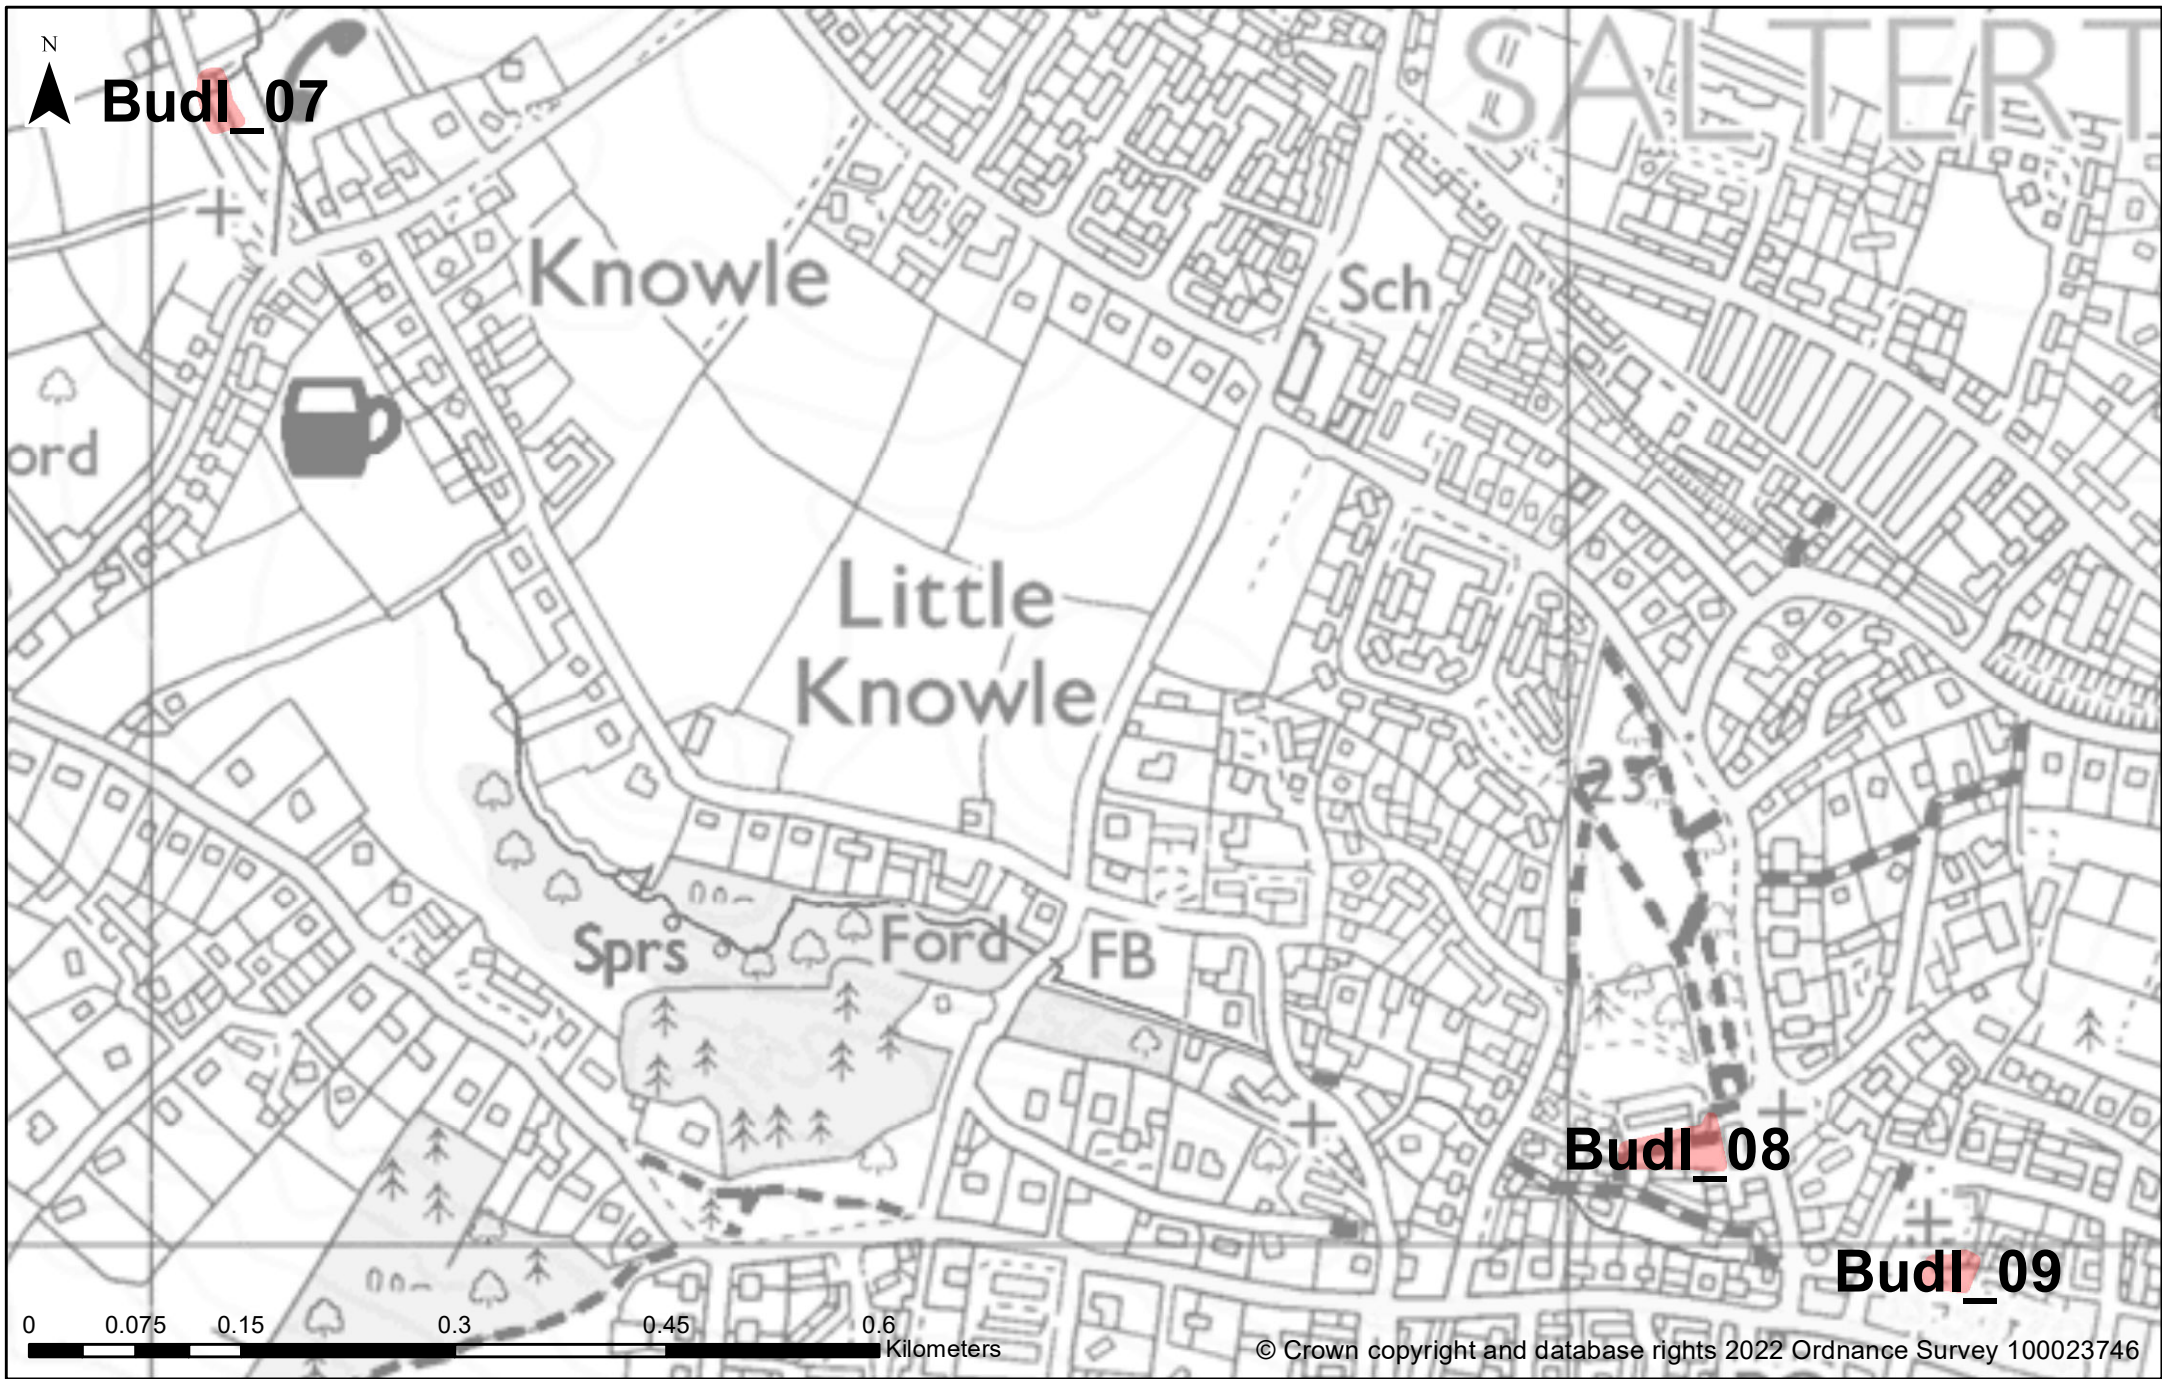 SALTERT
N
Budl_07
Knowle
Sch
ord
Little
Knowle
23
Sprs
Ford
FB
Budl_08
Budl_09
0 0.075 0.15 0.3 0.45 0.6
Kilometers
© Crown copyright and database rights 2022 Ordnance Survey 100023746